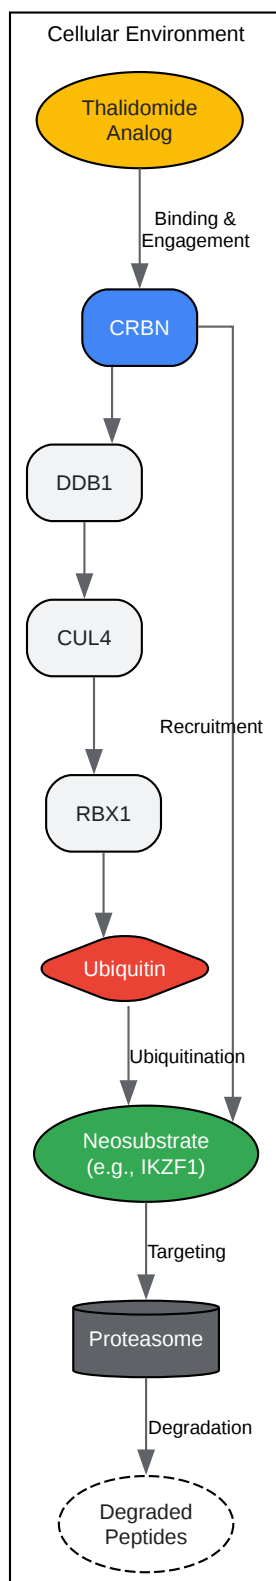 Cellular Environment
Thalidomide
Analog
Binding &
Engagement
CRBN
DDB1
CUL4
Recruitment
RBX1
Ubiquitin
Ubiquitination
Neosubstrate
(e.g., IKZF1)
Targeting
Proteasome
Degradation
Degraded
Peptides